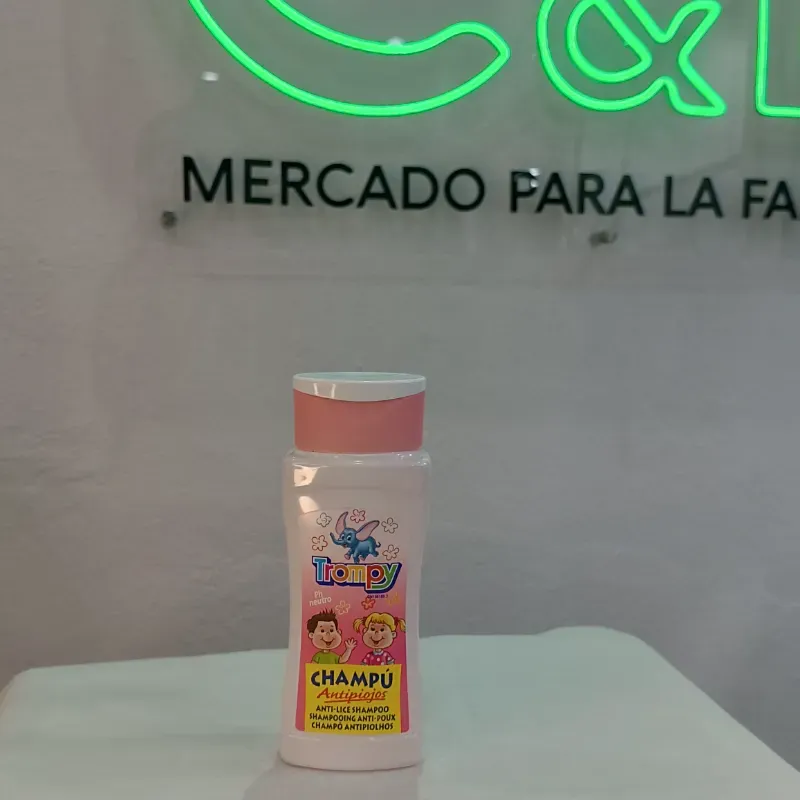 C&
MERCADO PARA LA FA
Trompy
Ph
neutro
CHAMPÚ
Antipiojos
ANTI-LICE SHAMPOO
SHAMPOOING ANTI-POUX
CHAMPÔ ANTIPIOLHOS